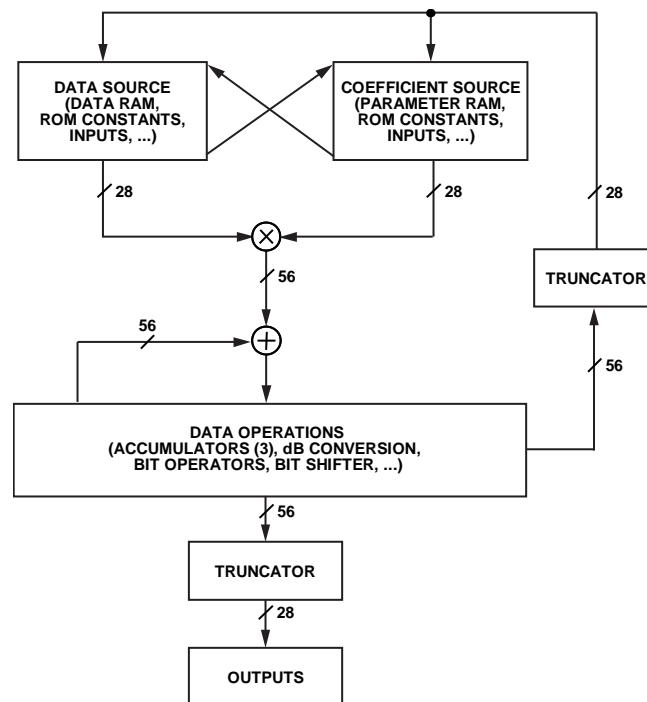 DATA SOURCE
(DATA RAM,
ROM CONSTANTS,
INPUTS, ...)
COEFFICIENT SOURCE
(PARAMETER RAM,
ROM CONSTANTS,
INPUTS, ...)
28
28
28
TRUNCATOR
56
56
56
DATA OPERATIONS
(ACCUMULATORS (3), dB CONVERSION,
BIT OPERATORS, BIT SHIFTER, ...)
56
TRUNCATOR
28
OUTPUTS